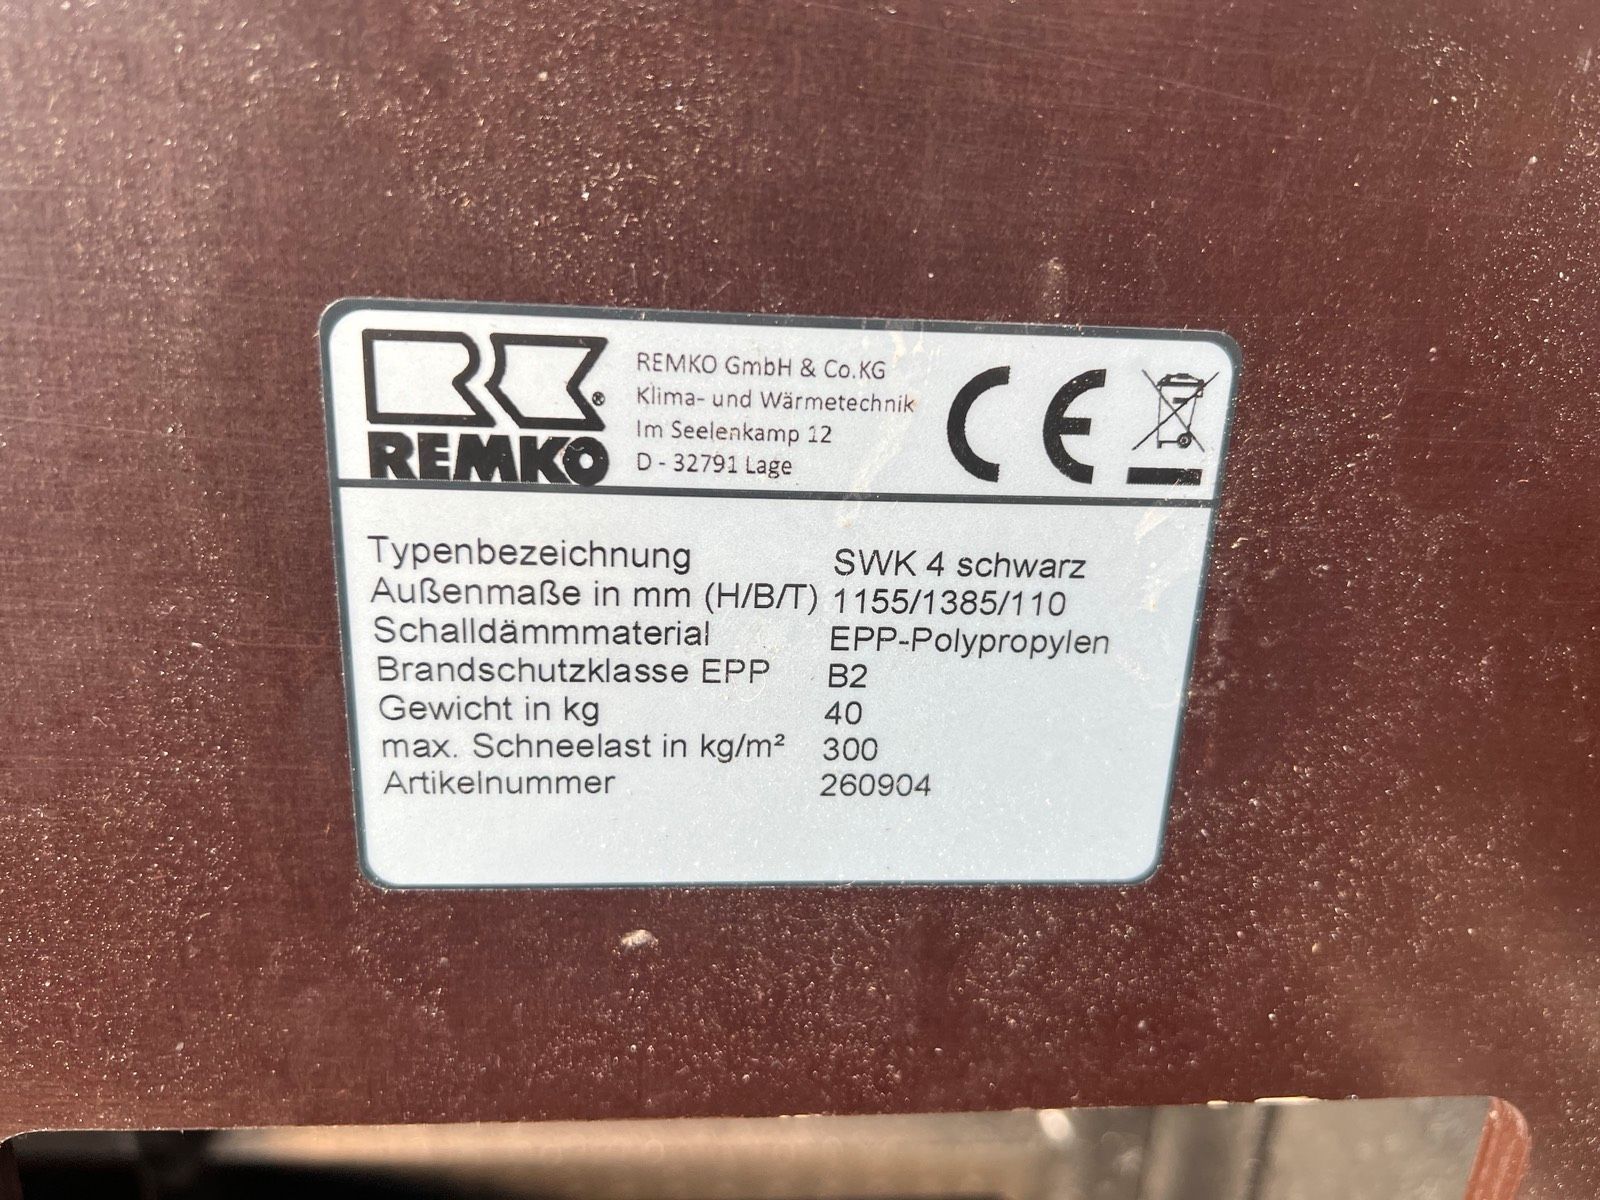 REMKO
REMKO GmbH & Co.KG
Klima- und Wärmetechnik
Im Seelenkamp 12
D - 32791 Lage
CE
Typenbezeichnung SWK 4 schwarz
Außenmaße in mm (H/B/T) 1155/1385/110
Schalldämmmaterial EPP-Polypropylen
Brandschutzklasse EPP B2
Gewicht in kg 40
max. Schneelast in kg/m² 300
Artikelnummer 260904